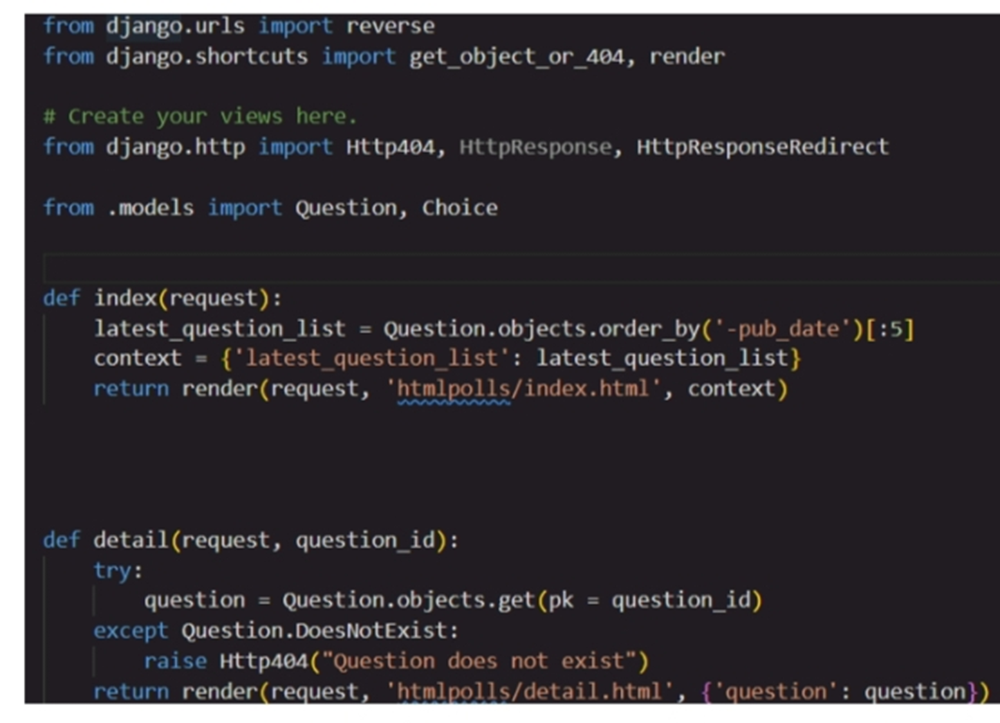 from django.urls import reverse
from django.shortcuts import get_object_or_404, render
# Create your views here.
from django.http import Http404, HttpResponse, HttpResponseRedirect
from .models import Question, Choice
def index(request):
    latest_question_list = Question.objects.order_by('-pub_date')[:5]
    context = {'latest_question_list': latest_question_list}
    return render(request, 'htmlpolls/index.html', context)
def detail(request, question_id):
    try:
        question = Question.objects.get(pk = question_id)
    except Question.DoesNotExist:
        raise Http404("Question does not exist")
    return render(request, 'htmlpolls/detail.html', {'question': question})